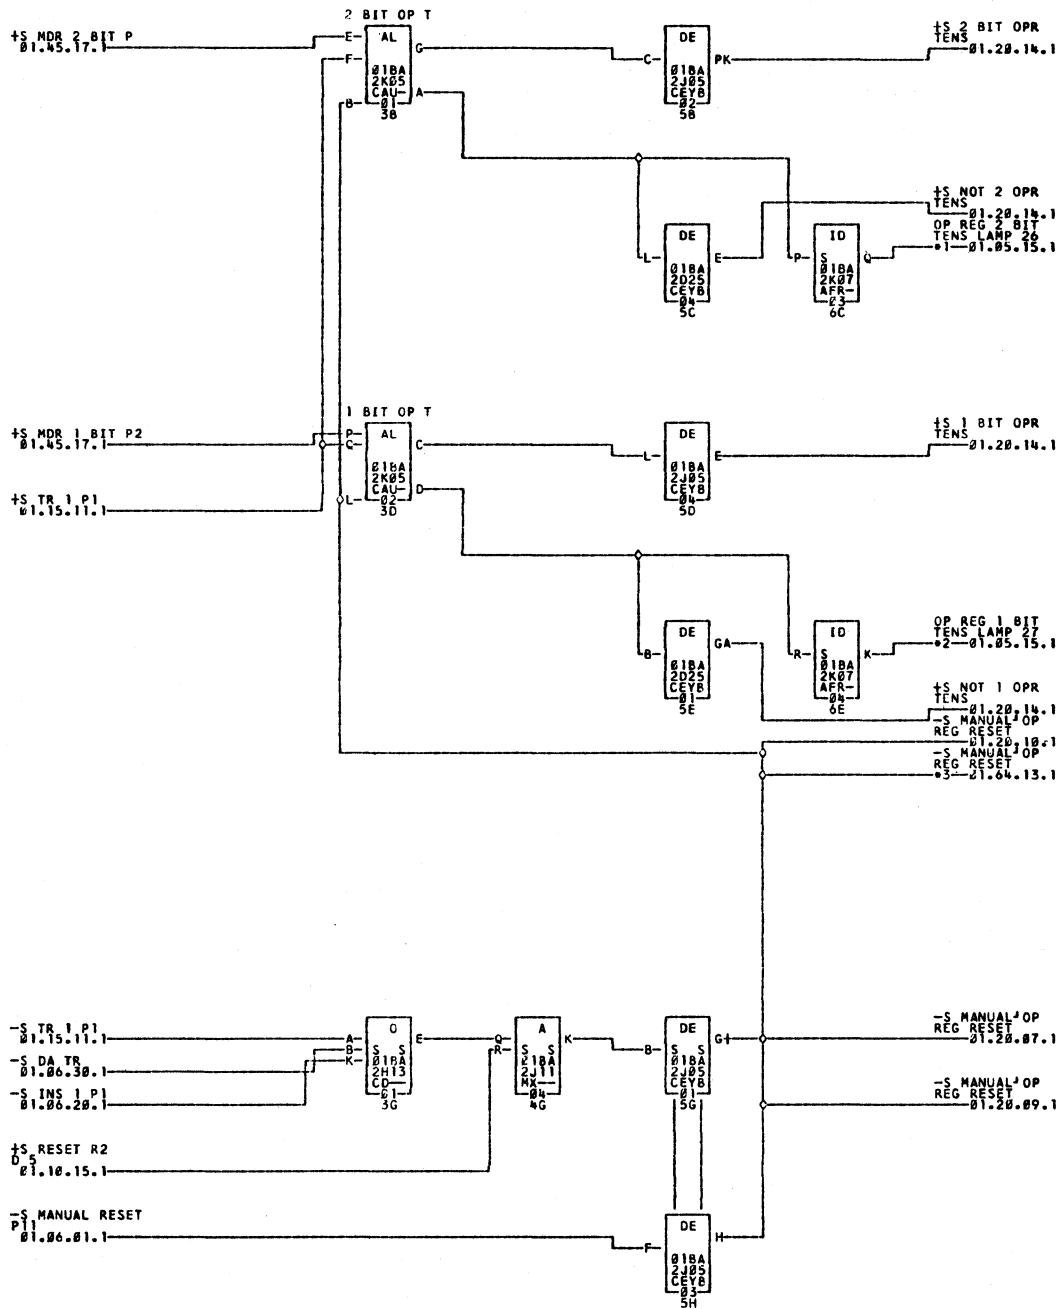 2 BIT OP T
+S MDR 2 BIT P
01.45.17.1
E
F
B
AL
01BA
2K05
CAU-
01
3B
G
A
C
DE
01BA
2J05
CEYB
02
5B
PK
+S 2 BIT OPR
TENS
01.20.14.1
L
DE
01BA
2D25
CEYB
04
5C
E
P
ID
S
01BA
2K07
AFR-
03
6C
Q
+S NOT 2 OPR
TENS
01.20.14.1
OP REG 2 BIT
TENS LAMP 26
*1 01.05.15.1
1 BIT OP T
+S MDR 1 BIT P2
01.45.17.1
+S TR 1 P1
01.15.11.1
P
Q
L
AL
01BA
2K05
CAU-
02
3D
C
D
L
DE
01BA
2J05
CEYB
04
5D
E
+S 1 BIT OPR
TENS
01.20.14.1
B
DE
01BA
2D25
CEYB
01
5E
GA
R
ID
S
01BA
2K07
AFR-
04
6E
K
OP REG 1 BIT
TENS LAMP 27
*2 01.05.15.1
+S NOT 1 OPR
TENS
01.20.14.1
-S MANUAL OP
REG RESET
01.20.10.1
-S MANUAL OP
REG RESET
*3 01.64.13.1
-S TR 1 P1
01.15.11.1
-S DA TR
01.06.30.1
-S INS 1 P1
01.06.20.1
+S RESET R2
D 5
01.10.15.1
-S MANUAL RESET
P11
01.06.01.1
A
B
K
O
S S
01BA
2H13
CD--
01
3G
E
Q
R
A
S S
01BA
2J11
MX--
04
4G
K
B
DE
S S
01BA
2J05
CEYB
01
5G
G
F
DE
01BA
2J05
CEYB
03
5H
H
-S MANUAL OP
REG RESET
01.20.07.1
-S MANUAL OP
REG RESET
01.20.09.1